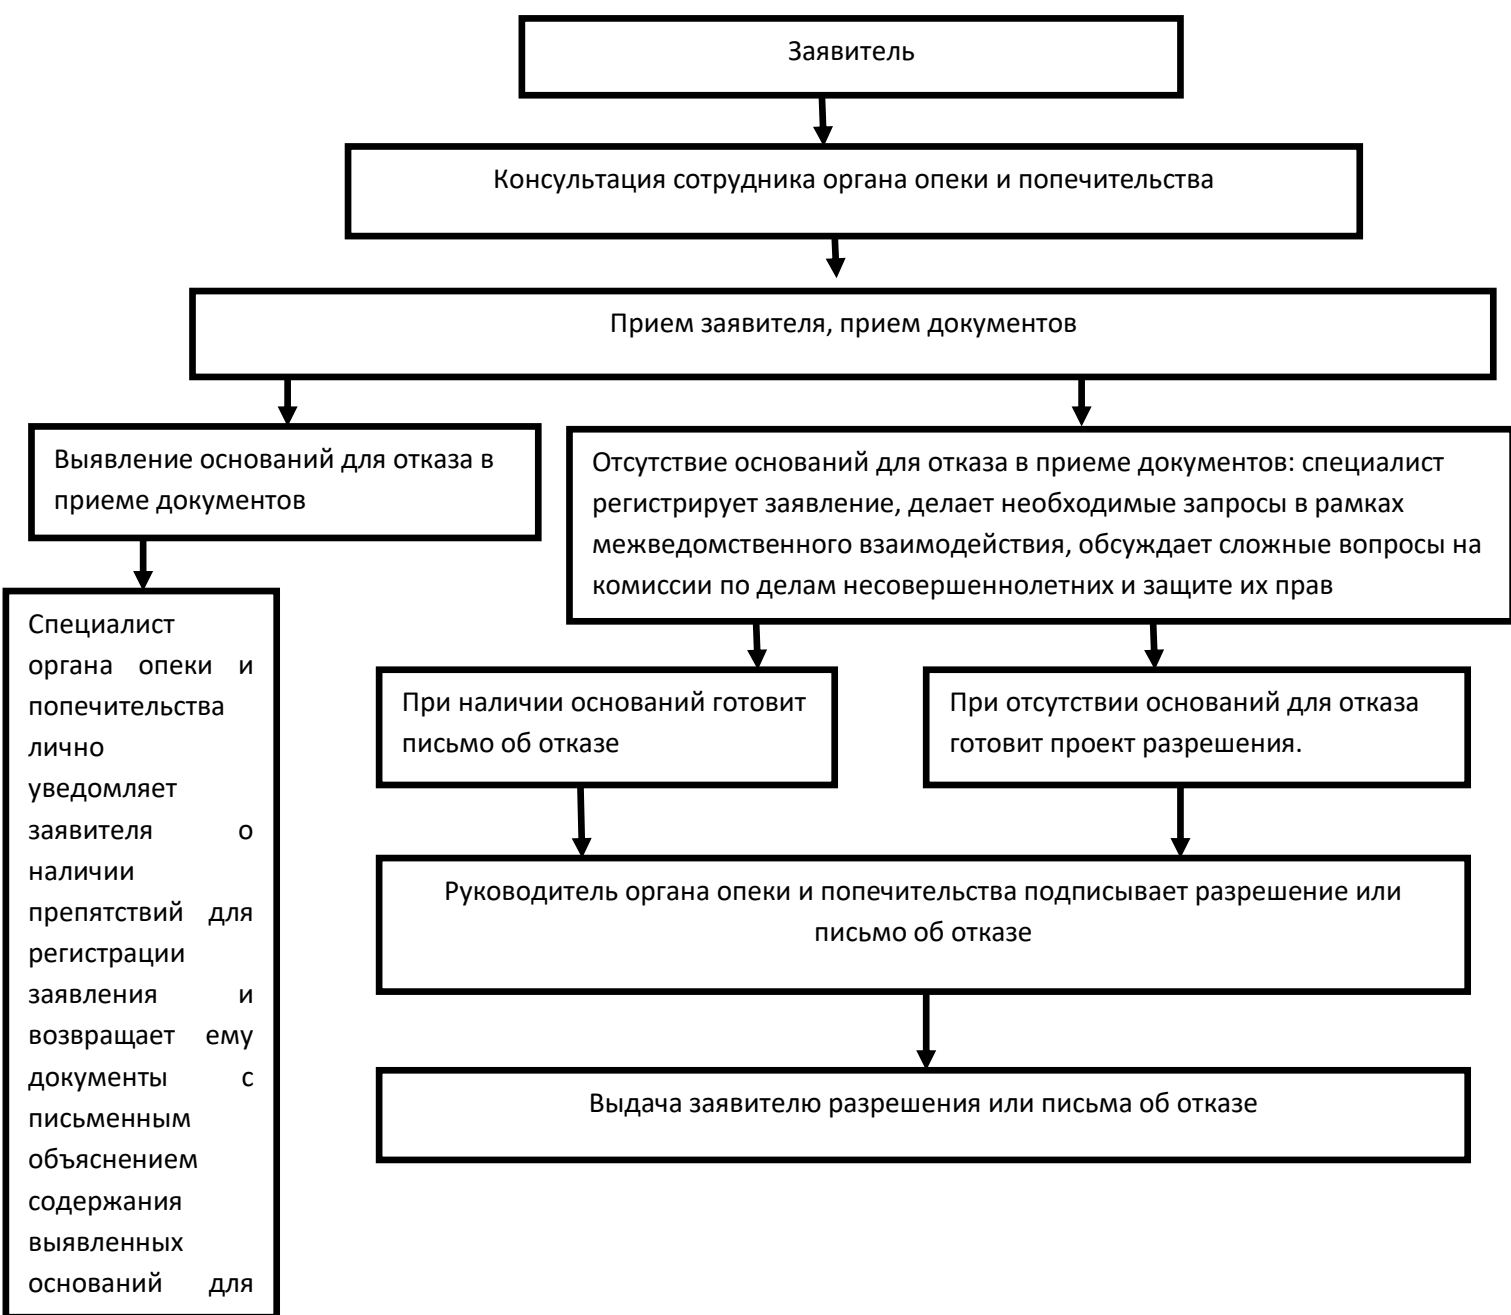 Заявитель
Консультация сотрудника органа опеки и попечительства
Прием заявителя, прием документов
Выявление оснований для отказа в
приеме документов
Отсутствие оснований для отказа в приеме документов: специалист
регистрирует заявление, делает необходимые запросы в рамках
межведомственного взаимодействия, обсуждает сложные вопросы на
комиссии по делам несовершеннолетних и защите их прав
Специалист
органа опеки и
попечительства
лично
уведомляет
заявителя о
наличии
препятствий для
регистрации
заявления и
возвращает ему
документы с
письменным
объяснением
содержания
выявленных
оснований для
При наличии оснований готовит
письмо об отказе
При отсутствии оснований для отказа
готовит проект разрешения.
Руководитель органа опеки и попечительства подписывает разрешение или
письмо об отказе
Выдача заявителю разрешения или письма об отказе